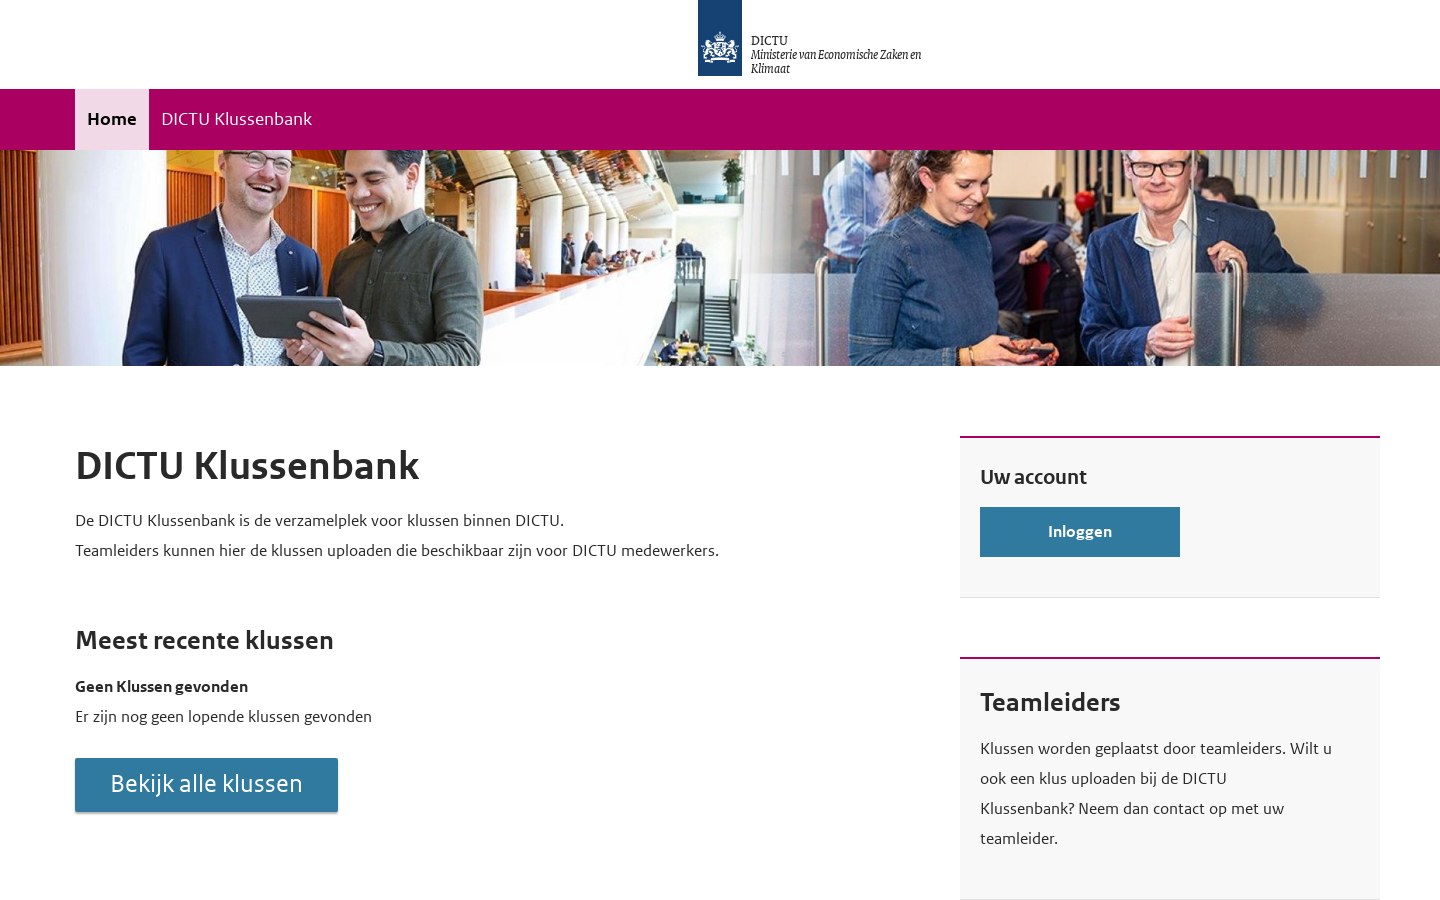 DICTU
Ministerie van Economische Zaken en
Klimaat
Home
DICTU Klussenbank
DICTU Klussenbank
De DICTU Klussenbank is de verzamelplek voor klussen binnen DICTU.
Teamleiders kunnen hier de klussen uploaden die beschikbaar zijn voor DICTU medewerkers.
Meest recente klussen
Geen Klussen gevonden
Er zijn nog geen lopende klussen gevonden
Bekijk alle klussen
Uw account
Inloggen
Teamleiders
Klussen worden geplaatst door teamleiders. Wilt u
ook een klus uploaden bij de DICTU
Klussenbank? Neem dan contact op met uw
teamleider.